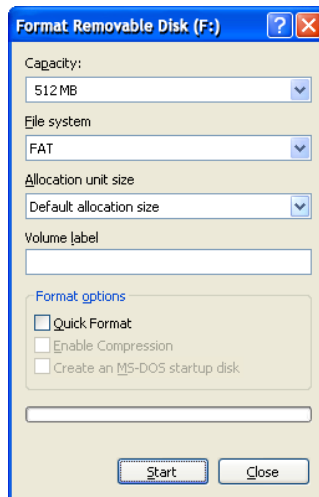 Format Removable Disk (F:)
Capacity:
512 MB
File system
FAT
Allocation unit size
Default allocation size
Volume label
Format options
Quick Format
Enable Compression
Create an MS-DOS startup disk
Start
Close